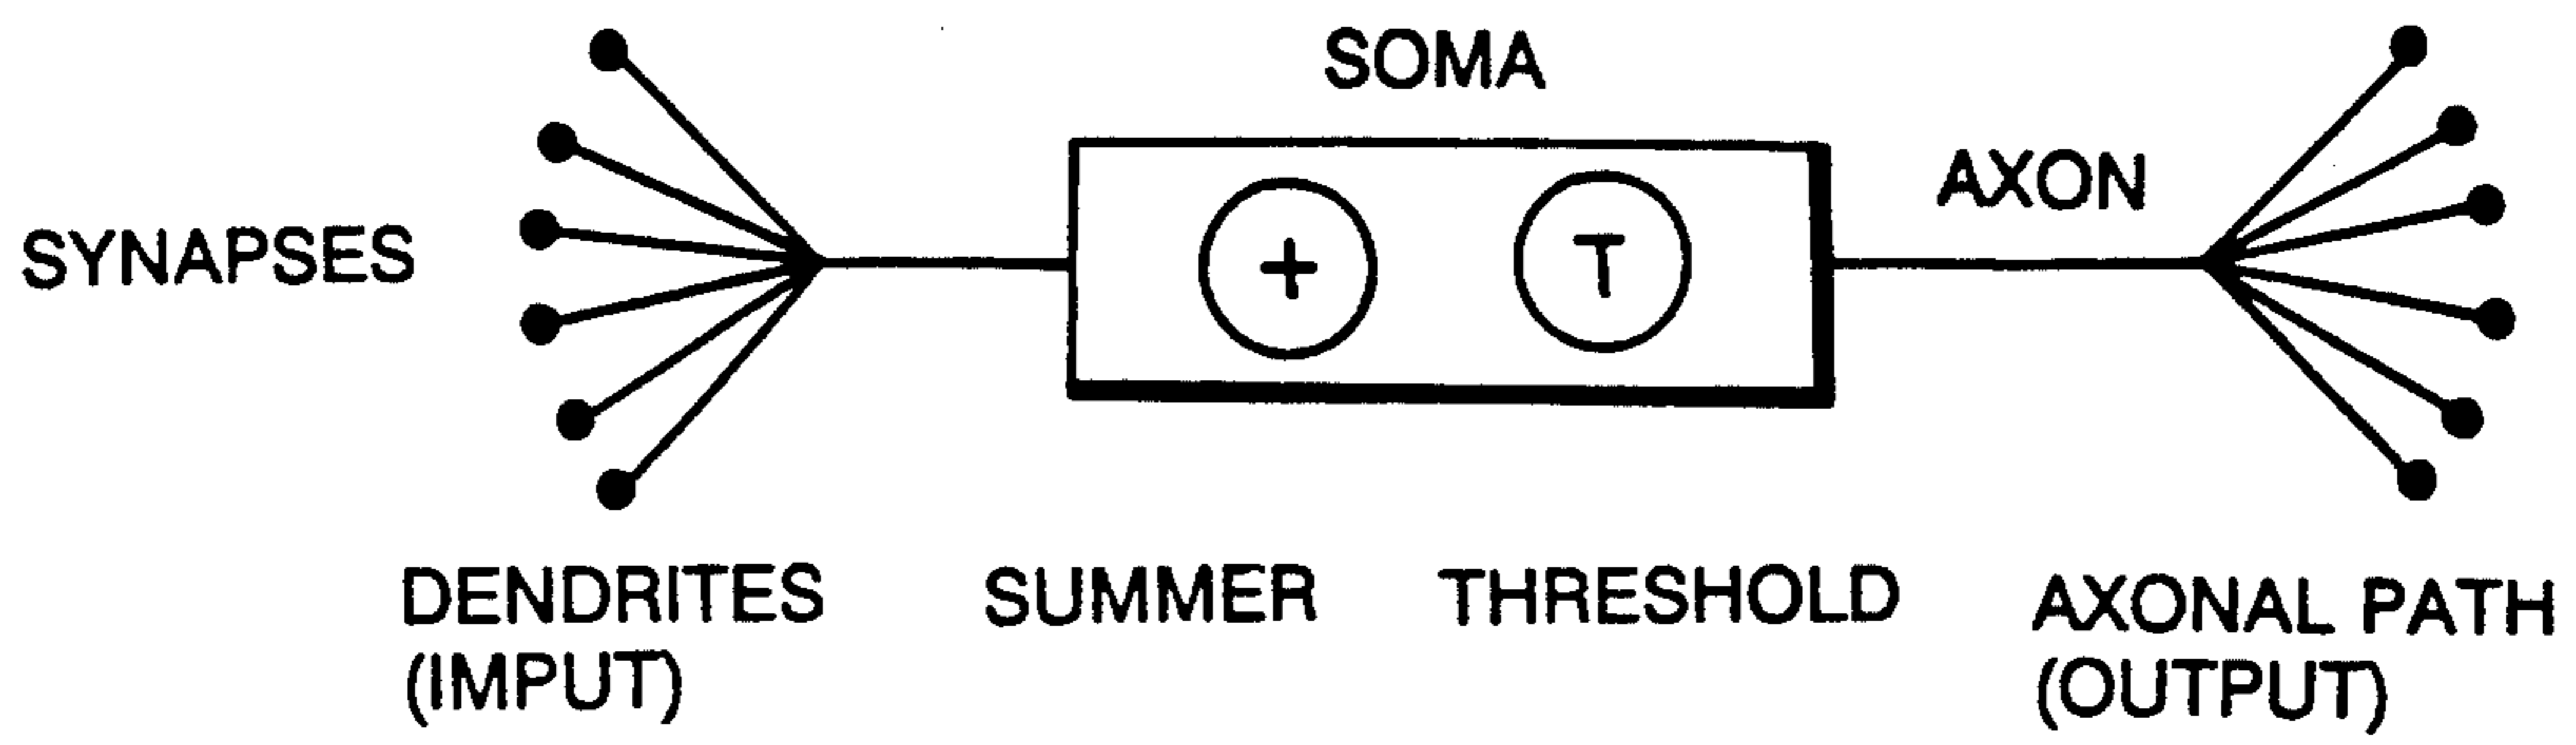 SOMA
AXON
SYNAPSES
+
T
DENDRITES
(IMPUT)
SUMMER
THRESHOLD
AXONAL PATH
(OUTPUT)